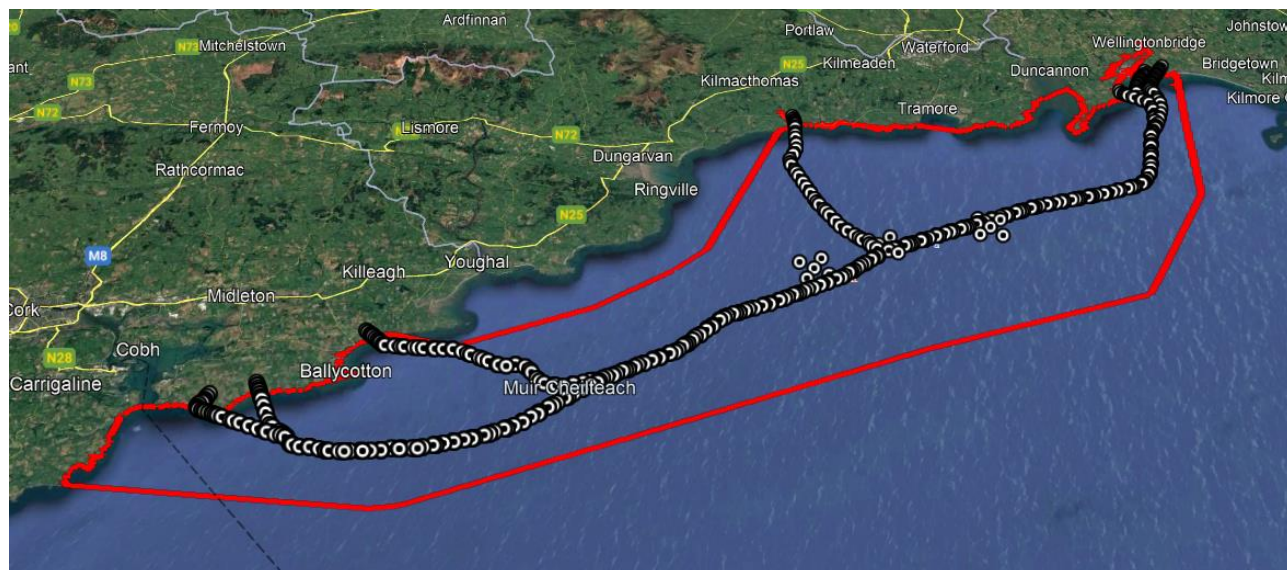 Ardfinnan
Portlaw
Johnstow
N73
Mitchelstown
Waterford
Wellingtonbridge
Kilmeaden
N25
Bridgetown
Duncannon
Kilmacthomas
N73
Kilmore
N72
Tramore
Fermoy
Lismore
N72
Dungarvan
Rathcormac
Ringville
N25
M8
Youghal
Killeagh
Midleton
Cork
Cobh
N28
Ballycotton
Carrigaline
Muir Cheilteach